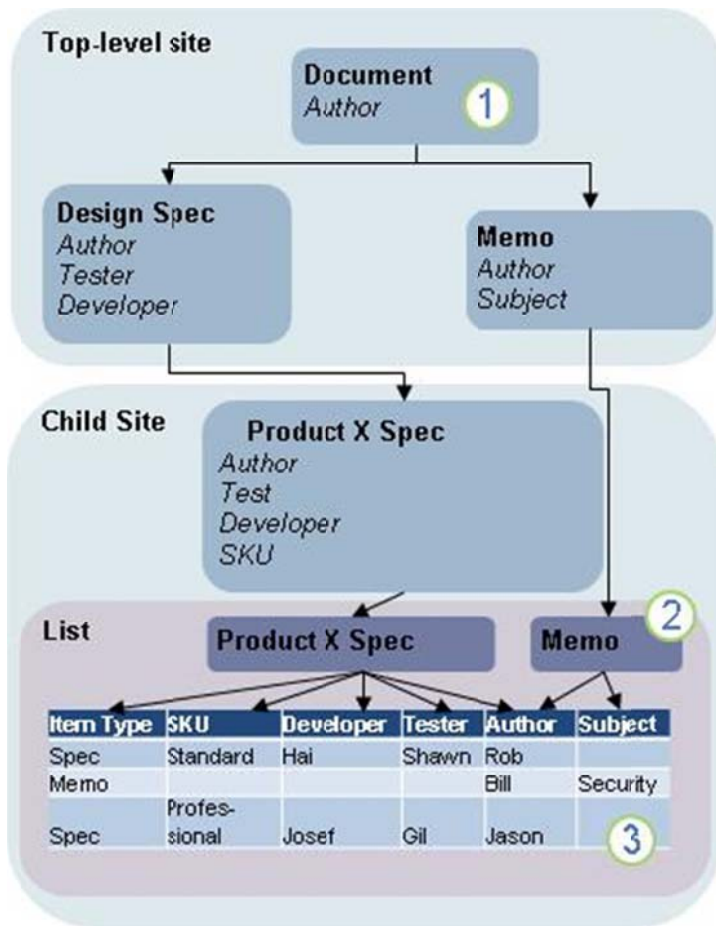 Top-level site
Document
Author
1
Design Spec
Author
Tester
Developer
Memo
Author
Subject
Child Site
Product X Spec
Author
Test
Developer
SKU
2
List
Product X Spec
Memo
Item Type SKU Developer Tester Author Subject
Spec Standard Hai Shawn Rob
Memo Bill Security
Profes-
Spec sional Josef Gil Jason
3